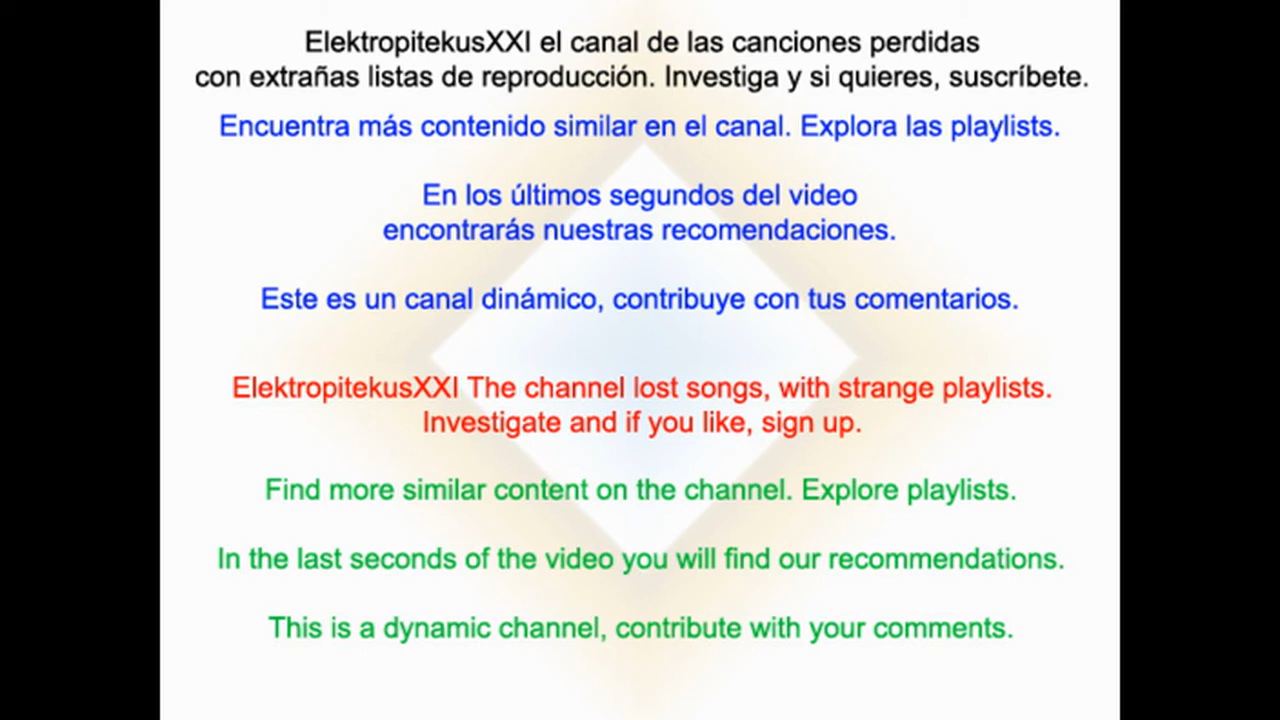 ElektropitekusXXI el canal de las canciones perdidas
con extrañas listas de reproducción. Investiga y si quieres, suscríbete.
Encuentra más contenido similar en el canal. Explora las playlists.
En los últimos segundos del video
encontrarás nuestras recomendaciones.
Este es un canal dinámico, contribuye con tus comentarios.
ElektropitekusXXI The channel lost songs, with strange playlists.
Investigate and if you like, sign up.
Find more similar content on the channel. Explore playlists.
In the last seconds of the video you will find our recommendations.
This is a dynamic channel, contribute with your comments.